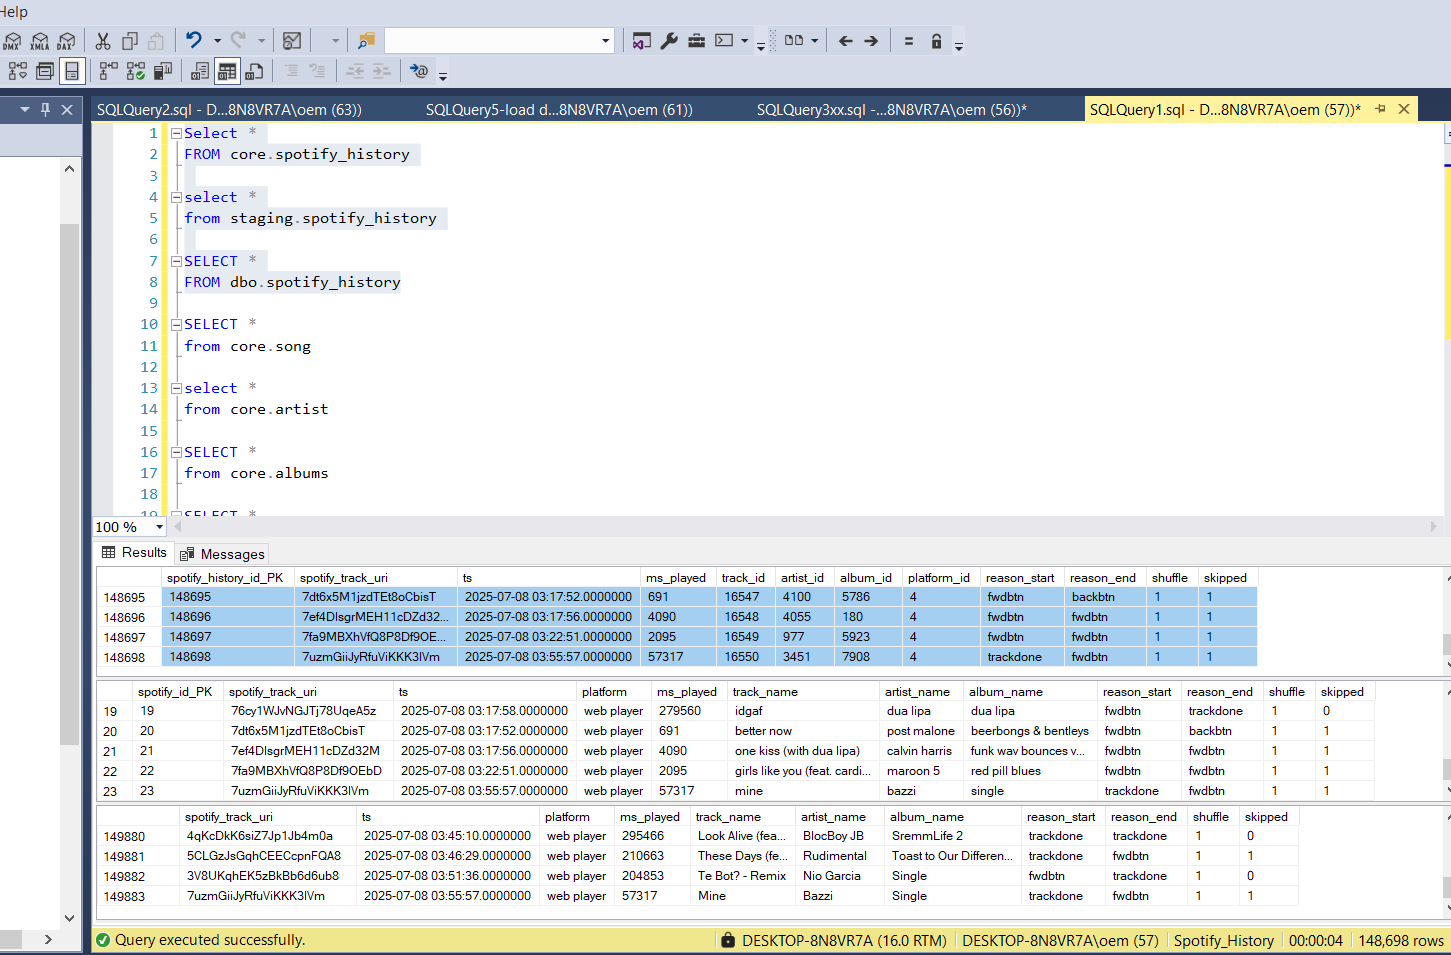 Help
DMX XMLA DAX
SQLQuery2.sql - D...8N8VR7A\oem (63))
SQLQuery5-load d...8N8VR7A\oem (61))
SQLQuery3xx.sql -...8N8VR7A\oem (56))*
SQLQuery1.sql - D...8N8VR7A\oem (57))*
1 Select *
2 FROM core.spotify_history
3
4 select *
5 from staging.spotify_history
6
7 SELECT *
8 FROM dbo.spotify_history
9
10 SELECT *
11 from core.song
12
13 select *
14 from core.artist
15
16 SELECT *
17 from core.albums
18
19 SELECT *
100 %
Results Messages
spotify_history_id_PK spotify_track_uri ts ms_played track_id artist_id album_id platform_id reason_start reason_end shuffle skipped
148695 148695 7dt6x5M1jzdTEt8oCbisT 2025-07-08 03:17:52.0000000 691 16547 4100 5786 4 fwdbtn backbtn 1 1
148696 148696 7ef4DlsgrMEH11cDZd32... 2025-07-08 03:17:56.0000000 4090 16548 4055 180 4 fwdbtn fwdbtn 1 1
148697 148697 7fa9MBXhVfQ8P8Df9OE... 2025-07-08 03:22:51.0000000 2095 16549 977 5923 4 fwdbtn fwdbtn 1 1
148698 148698 7uzmGiiJyRfuViKKK3lVm 2025-07-08 03:55:57.0000000 57317 16550 3451 7908 4 trackdone fwdbtn 1 1
spotify_id_PK spotify_track_uri ts platform ms_played track_name artist_name album_name reason_start reason_end shuffle skipped
19 19 76cy1WJvNGJTj78UqeA5z 2025-07-08 03:17:58.0000000 web player 279560 idgaf dua lipa dua lipa fwdbtn trackdone 1 0
20 20 7dt6x5M1jzdTEt8oCbisT 2025-07-08 03:17:52.0000000 web player 691 better now post malone beerbongs & bentleys fwdbtn backbtn 1 1
21 21 7ef4DlsgrMEH11cDZd32M 2025-07-08 03:17:56.0000000 web player 4090 one kiss (with dua lipa) calvin harris funk wav bounces v... fwdbtn fwdbtn 1 1
22 22 7fa9MBXhVfQ8P8Df9OEbD 2025-07-08 03:22:51.0000000 web player 2095 girls like you (feat. cardi... maroon 5 red pill blues fwdbtn fwdbtn 1 1
23 23 7uzmGiiJyRfuViKKK3lVm 2025-07-08 03:55:57.0000000 web player 57317 mine bazzi single trackdone fwdbtn 1 1
spotify_track_uri ts platform ms_played track_name artist_name album_name reason_start reason_end shuffle skipped
149880 4qKcDkK6siZ7Jp1Jb4m0a 2025-07-08 03:45:10.0000000 web player 295466 Look Alive (fea... BlocBoy JB SremmLife 2 trackdone trackdone 1 0
149881 5CLGzJsGqhCEECcpnFQA8 2025-07-08 03:46:29.0000000 web player 210663 These Days (fe... Rudimental Toast to Our Differen... trackdone fwdbtn 1 1
149882 3V8UKqhEK5zBkBb6d6ub8 2025-07-08 03:51:36.0000000 web player 204853 Te Bot? - Remix Nio Garcia Single fwdbtn trackdone 1 0
149883 7uzmGiiJyRfuViKKK3lVm 2025-07-08 03:55:57.0000000 web player 57317 Mine Bazzi Single trackdone fwdbtn 1 1
Query executed successfully. DESKTOP-8N8VR7A (16.0 RTM) DESKTOP-8N8VR7A\oem (57) Spotify_History 00:00:04 148,698 rows